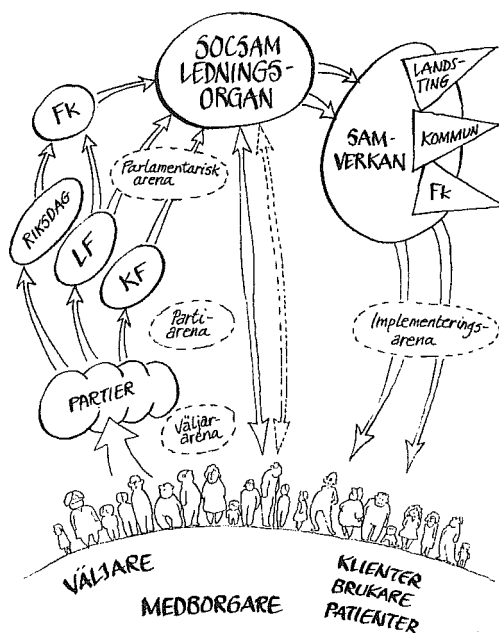 SOCSAM
LEDNINGS-
ORGAN
LANDS-
TING
KOMMUN
FK
SAM-
VERKAN
FK
Parlamentarisk
arena
RIKSDAG
LF
KF
Parti-
arena
Implementerings-
arena
PARTIER
Väljar-
arena
VÄLJARE
MEDBORGARE
KLIENTER
BRUKARE
PATIENTER